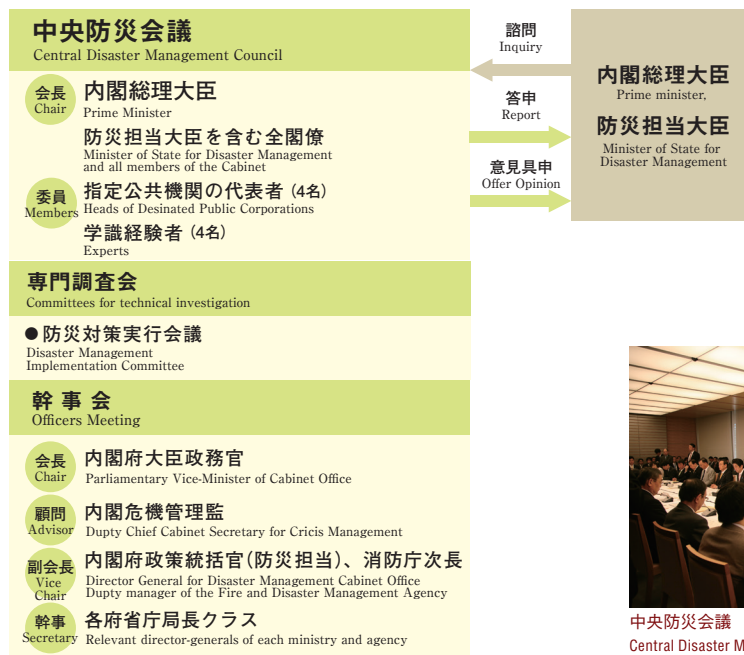 中央防災会議
Central Disaster Management Council
会長
Chair
内閣総理大臣
Prime Minister
防災担当大臣を含む全閣僚
Minister of State for Disaster Management
and all members of the Cabinet
委員
Members
指定公共機関の代表者 (4名)
Heads of Desinated Public Corporations
学識経験者 (4名)
Experts
諮問
Inquiry
答申
Report
意見具申
Offer Opinion
内閣総理大臣
Prime minister,
防災担当大臣
Minister of State for
Disaster Management
専門調査会
Committees for technical investigation
●防災対策実行会議
Disaster Management
Implementation Committee
幹事会
Officers Meeting
会長
Chair
内閣府大臣政務官
Parliamentary Vice-Minister of Cabinet Office
顧問
Advisor
内閣危機管理監
Dupty Chief Cabinet Secretary for Cricis Management
副会長
Vice
Chair
内閣府政策統括官(防災担当)、消防庁次長
Director General for Disaster Management Cabinet Office
Dupty manager of the Fire and Disaster Management Agency
幹事
Secretary
各府省庁局長クラス
Relevant director-generals of each ministry and agency
中央防災会議
Central Disaster M